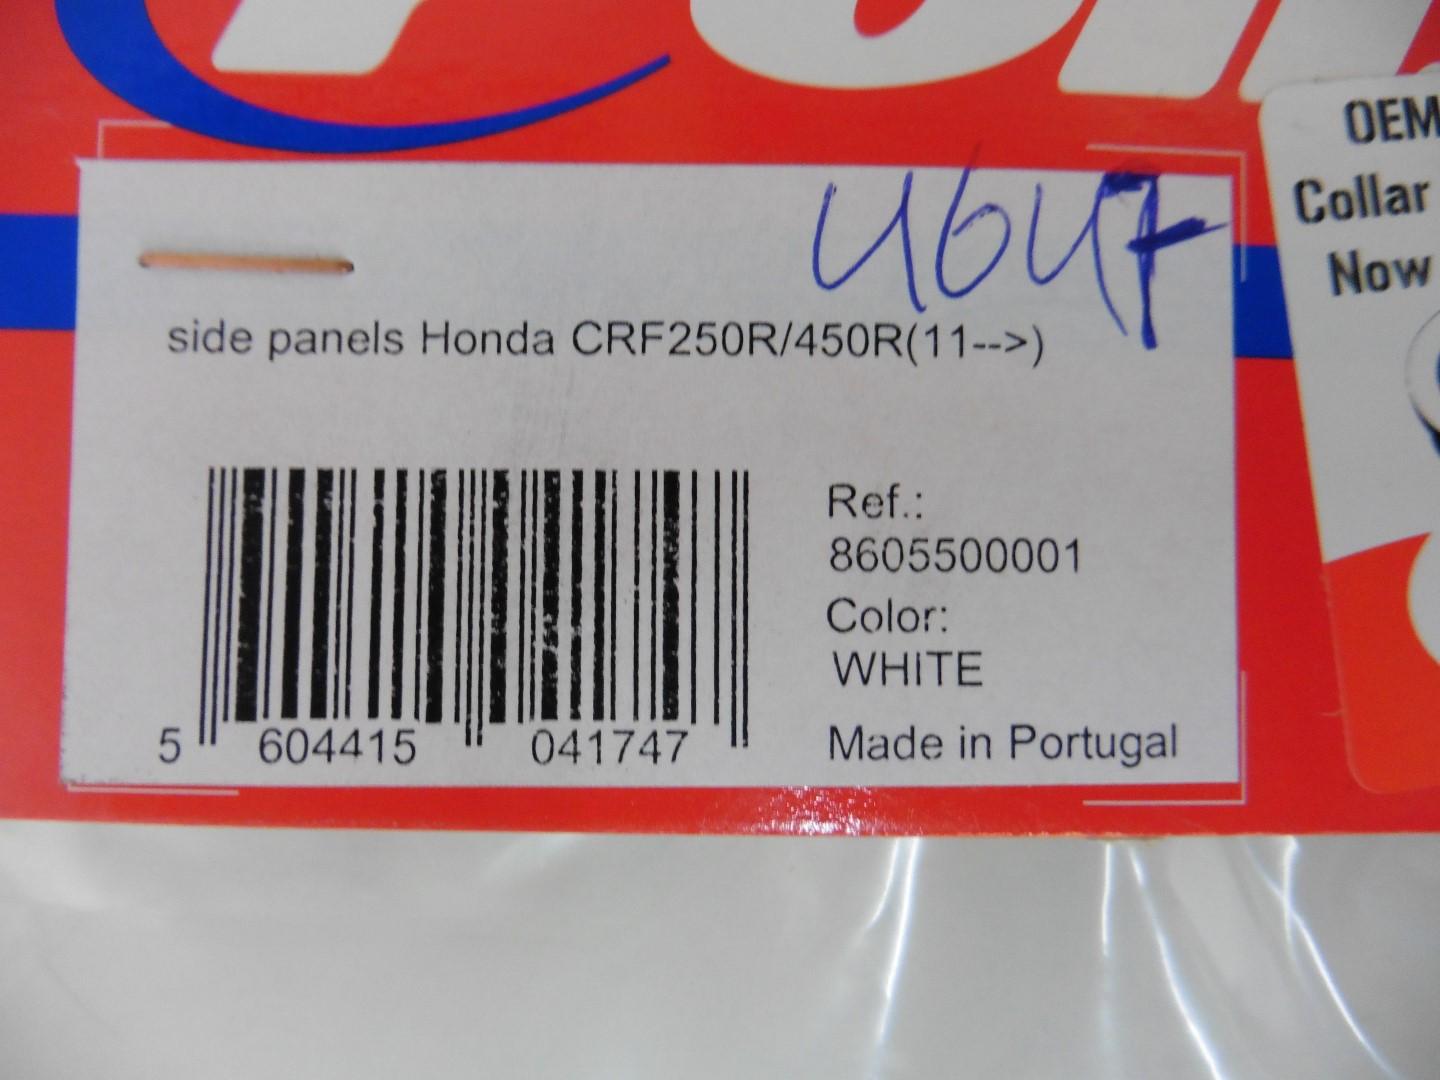 OEM
Collar
Now
4647
side panels Honda CRF250R/450R(11-->)
Ref.:
8605500001
Color:
WHITE
5 604415 041747
Made in Portugal